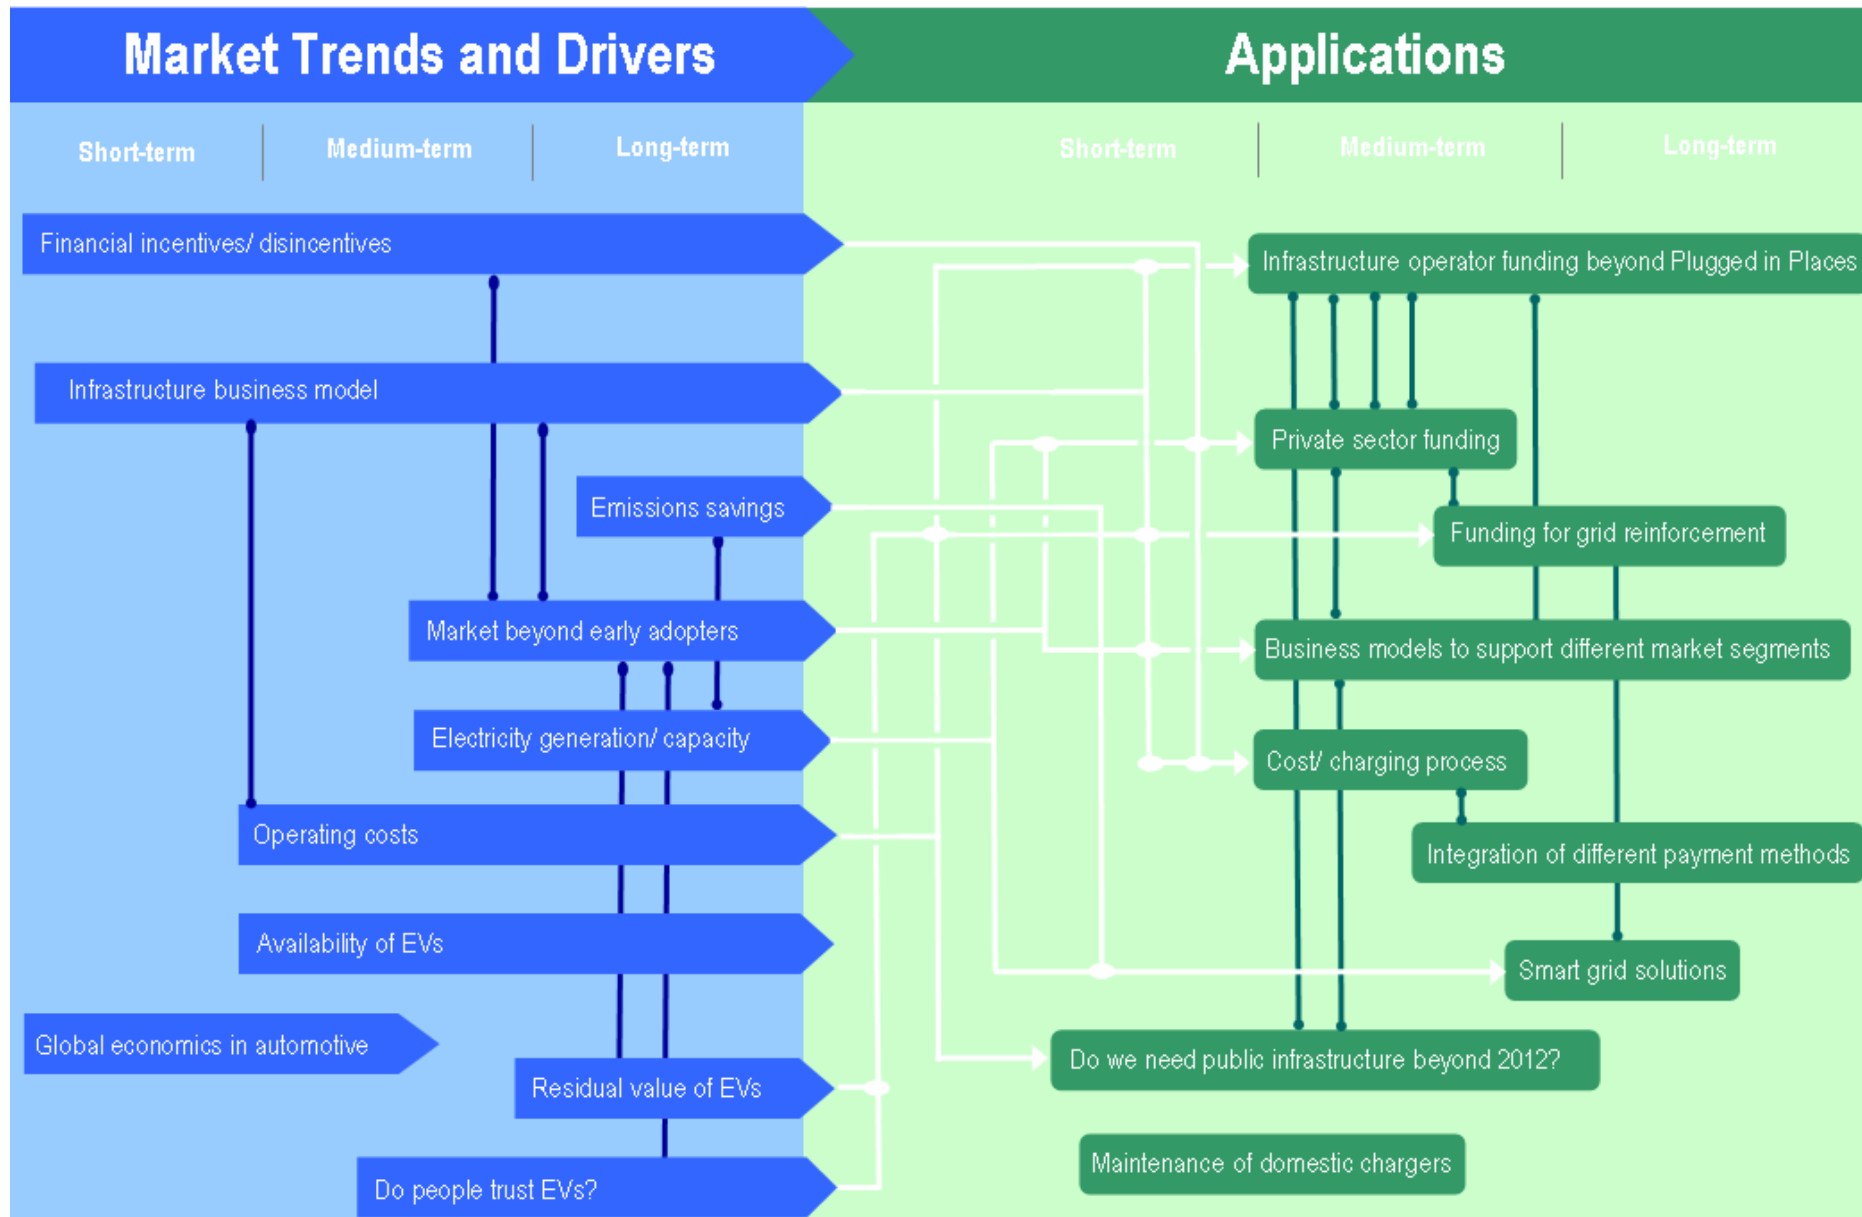 Market Trends and Drivers
Applications
Short-term
Medium-term
Long-term
Short-term
Medium-term
Long-term
Financial incentives/ disincentives
Infrastructure business model
Emissions savings
Market beyond early adopters
Electricity generation/ capacity
Operating costs
Availability of EVs
Global economics in automotive
Residual value of EVs
Do people trust EVs?
Infrastructure operator funding beyond Plugged in Places
Private sector funding
Funding for grid reinforcement
Business models to support different market segments
Cost/ charging process
Integration of different payment methods
Smart grid solutions
Do we need public infrastructure beyond 2012?
Maintenance of domestic chargers